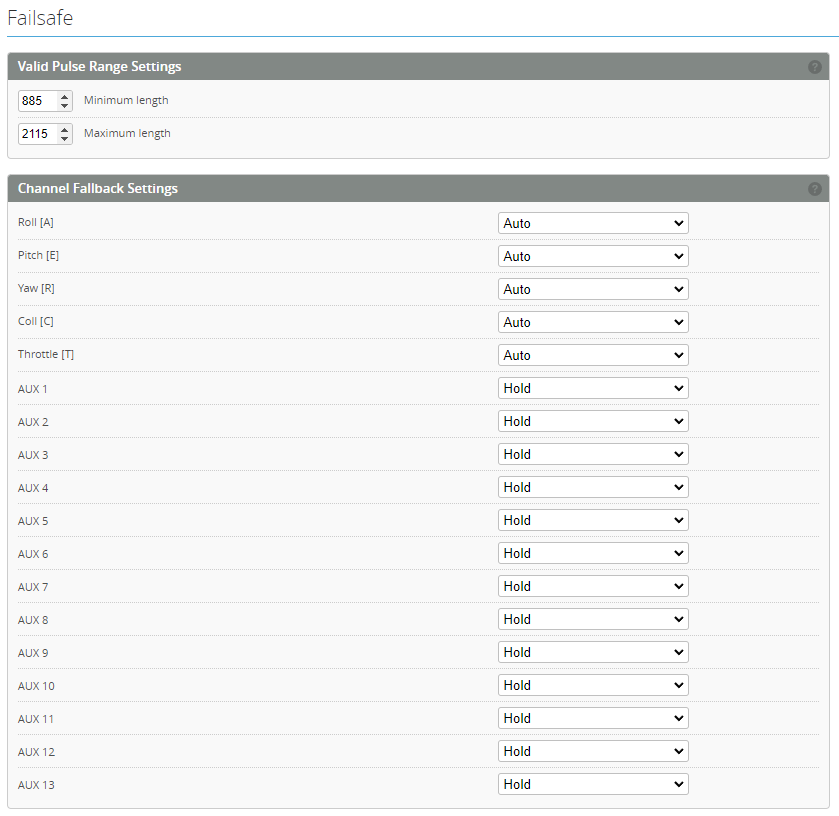 Failsafe
Valid Pulse Range Settings ?
885 Minimum length
2115 Maximum length
Channel Fallback Settings ?
Roll [A] Auto
Pitch [E] Auto
Yaw [R] Auto
Coll [C] Auto
Throttle [T] Auto
AUX 1 Hold
AUX 2 Hold
AUX 3 Hold
AUX 4 Hold
AUX 5 Hold
AUX 6 Hold
AUX 7 Hold
AUX 8 Hold
AUX 9 Hold
AUX 10 Hold
AUX 11 Hold
AUX 12 Hold
AUX 13 Hold